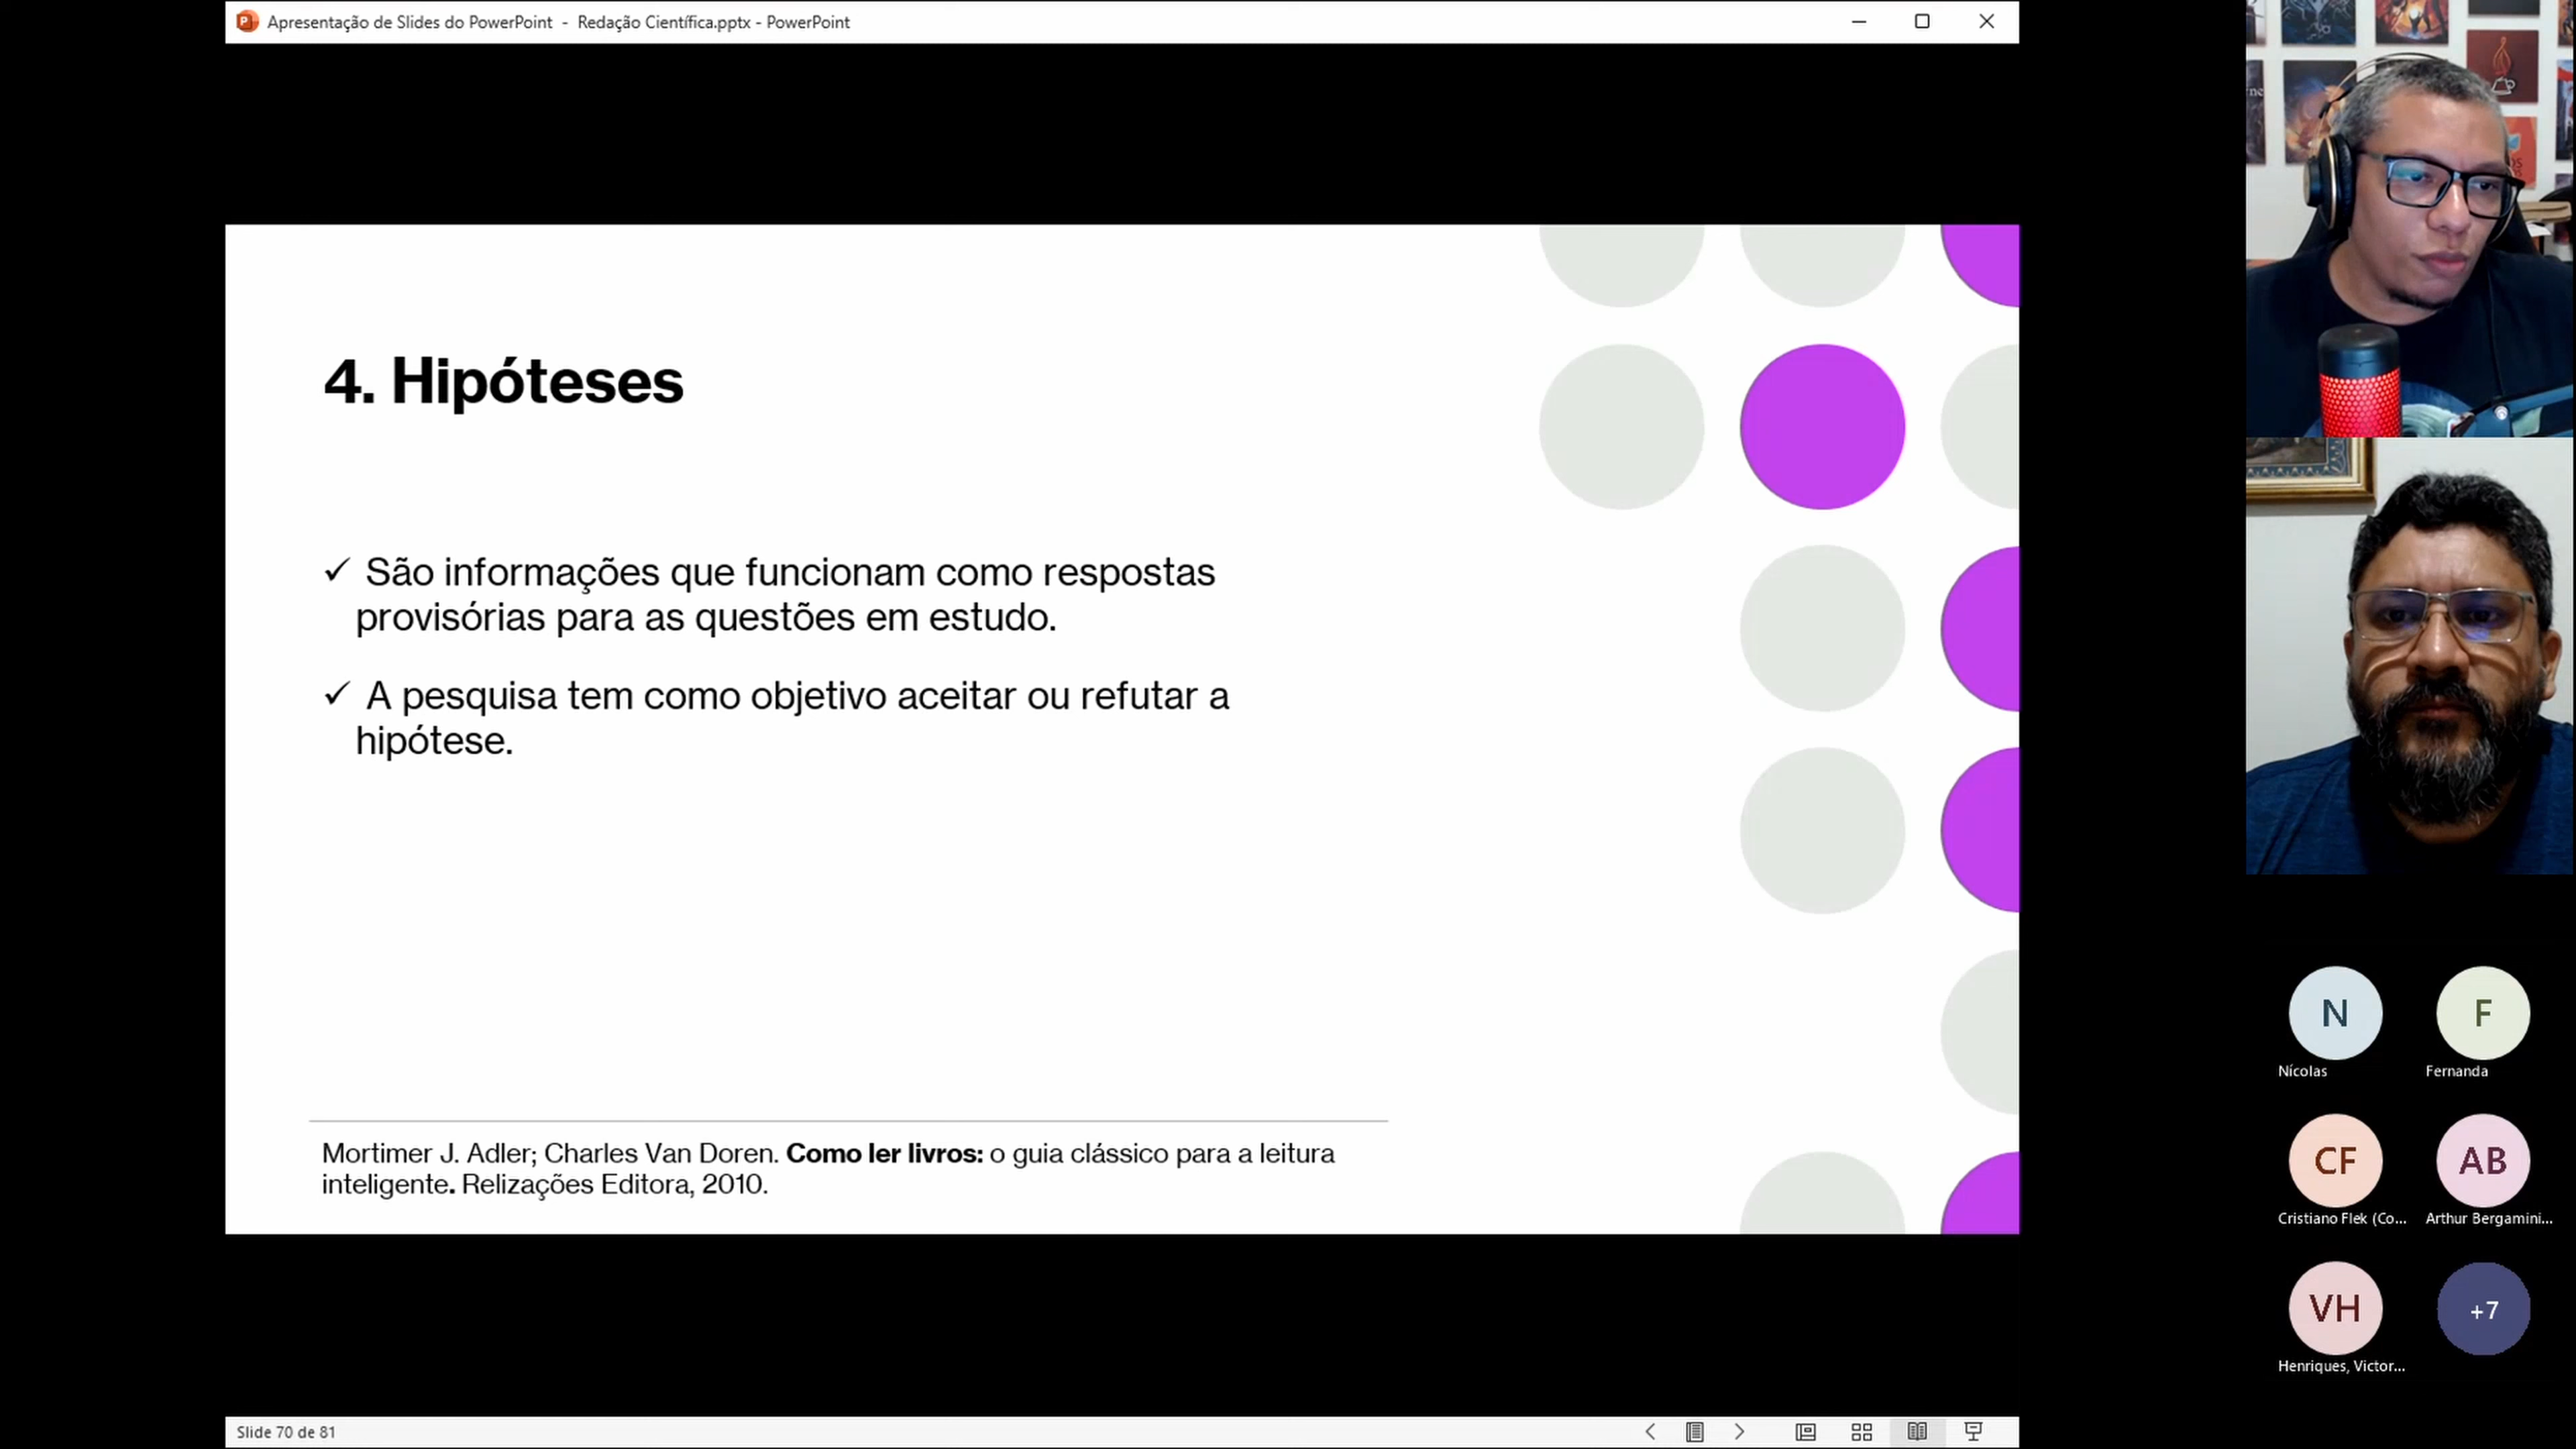 Apresentação de Slides do PowerPoint - Redação Científica.pptx - PowerPoint
4. Hipóteses
✓ São informações que funcionam como respostas
provisórias para as questões em estudo.
✓ A pesquisa tem como objetivo aceitar ou refutar a
hipótese.
Mortimer J. Adler; Charles Van Doren. Como ler livros: o guia clássico para a leitura
inteligente. Relizações Editora, 2010.
Slide 70 de 81
N
Nícolas
F
Fernanda
CF
Cristiano Flek (Co...
AB
Arthur Bergamini...
VH
Henriques, Victor...
+7